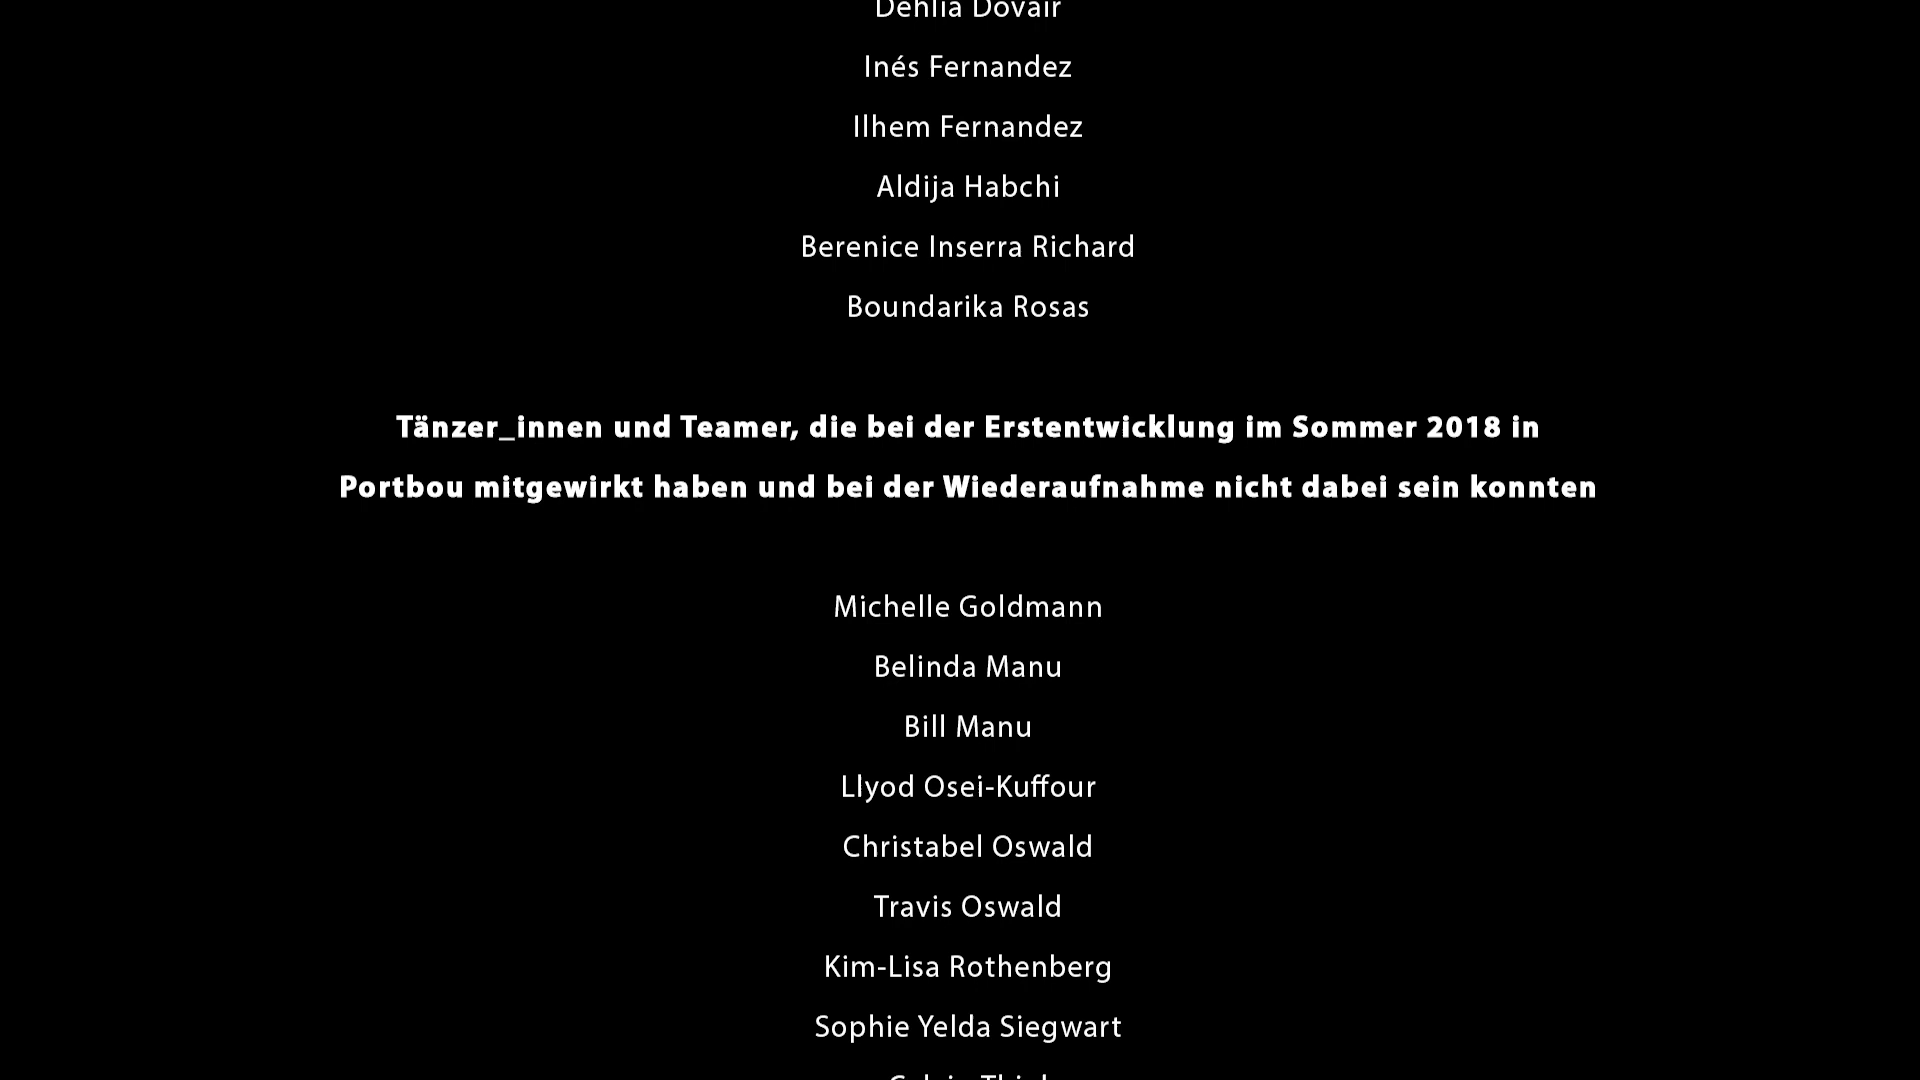 Dehlia Dovair
Inés Fernandez
Ilhem Fernandez
Aldija Habchi
Berenice Inserra Richard
Boundarika Rosas
Tänzer_innen und Teamer, die bei der Erstentwicklung im Sommer 2018 in
Portbou mitgewirkt haben und bei der Wiederaufnahme nicht dabei sein konnten
Michelle Goldmann
Belinda Manu
Bill Manu
Llyod Osei-Kuffour
Christabel Oswald
Travis Oswald
Kim-Lisa Rothenberg
Sophie Yelda Siegwart